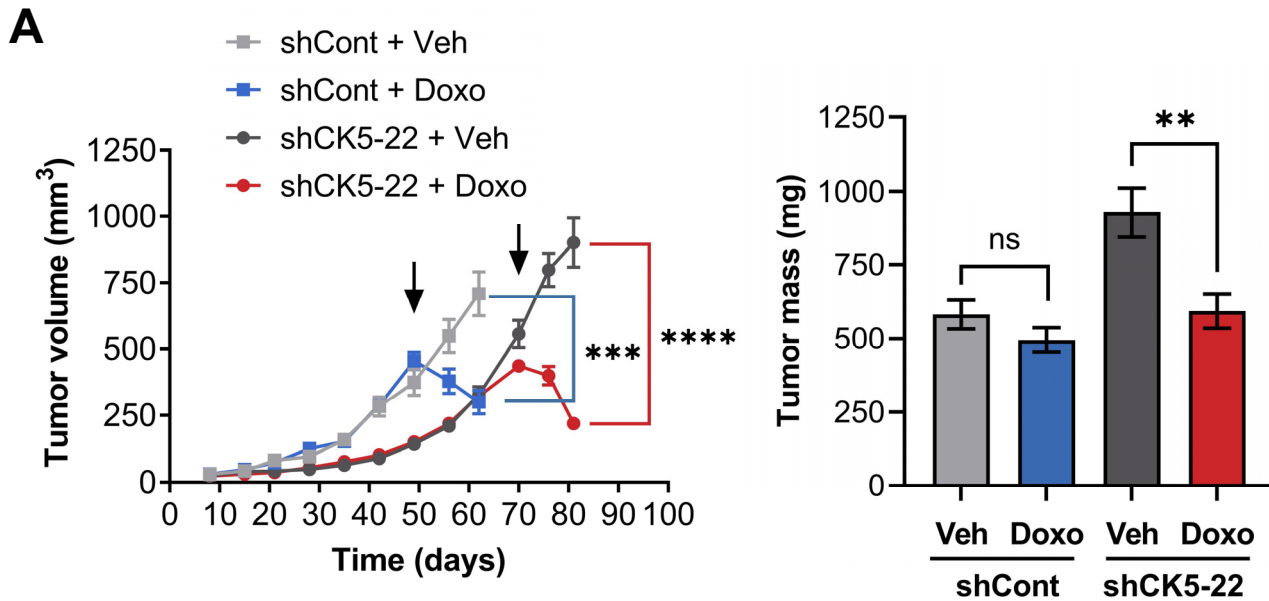 A
shCont + Veh
shCont + Doxo
shCK5-22 + Veh
shCK5-22 + Doxo
Tumor volume (mm³)
1250
1000
750
500
250
0
0 10 20 30 40 50 60 70 80 90 100
Time (days)
***
****
Tumor mass (mg)
1250
1000
750
500
250
0
ns
**
Veh Doxo Veh Doxo
shCont shCK5-22